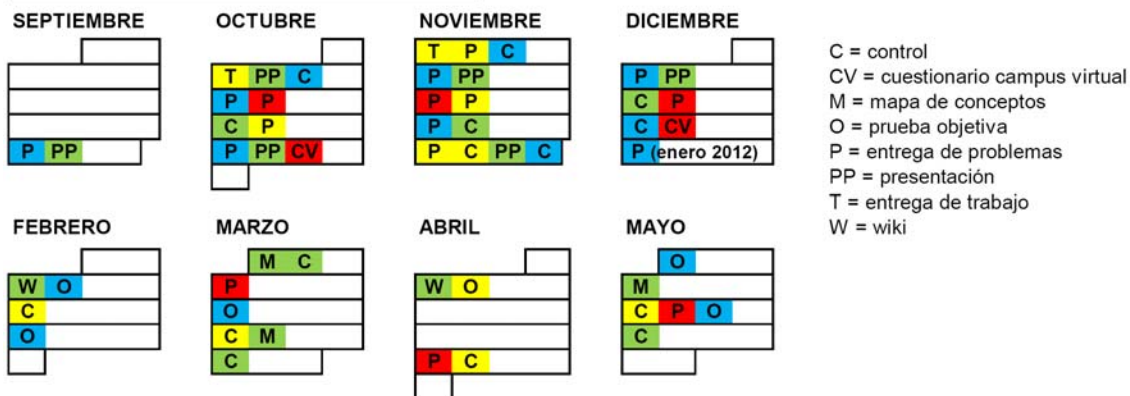 SEPTIEMBRE OCTUBRE NOVIEMBRE DICIEMBRE
T P C
T PP C P PP P PP
P P P P C P
C P P C C CV
P PP P PP CV P C PP C P (enero 2012)
C = control
CV = cuestionario campus virtual
M = mapa de conceptos
O = prueba objetiva
P = entrega de problemas
PP = presentación
T = entrega de trabajo
W = wiki
FEBRERO MARZO ABRIL MAYO
M C O
W O P W O M
C O C P O
O C M C
C P C